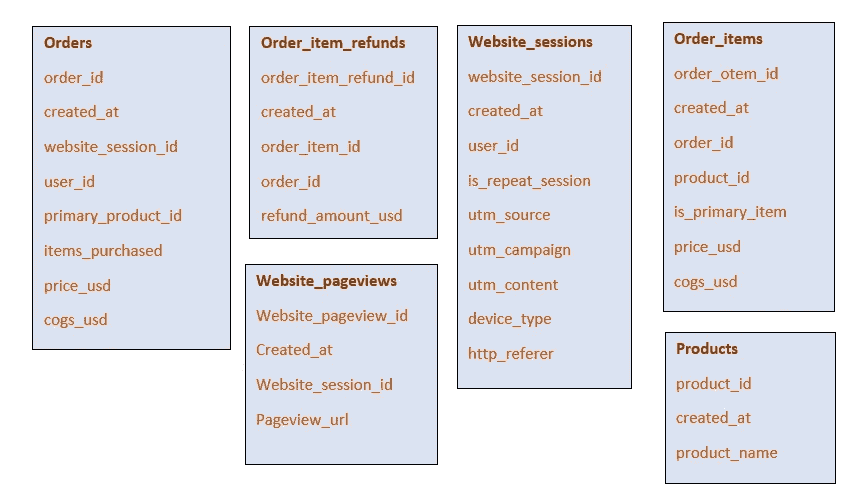 Orders
order_id
created_at
website_session_id
user_id
primary_product_id
items_purchased
price_usd
cogs_usd
Order_item_refunds
order_item_refund_id
created_at
order_item_id
order_id
refund_amount_usd
Website_pageviews
Website_pageview_id
Created_at
Website_session_id
Pageview_url
Website_sessions
website_session_id
created_at
user_id
is_repeat_session
utm_source
utm_campaign
utm_content
device_type
http_referer
Order_items
order_otem_id
created_at
order_id
product_id
is_primary_item
price_usd
cogs_usd
Products
product_id
created_at
product_name